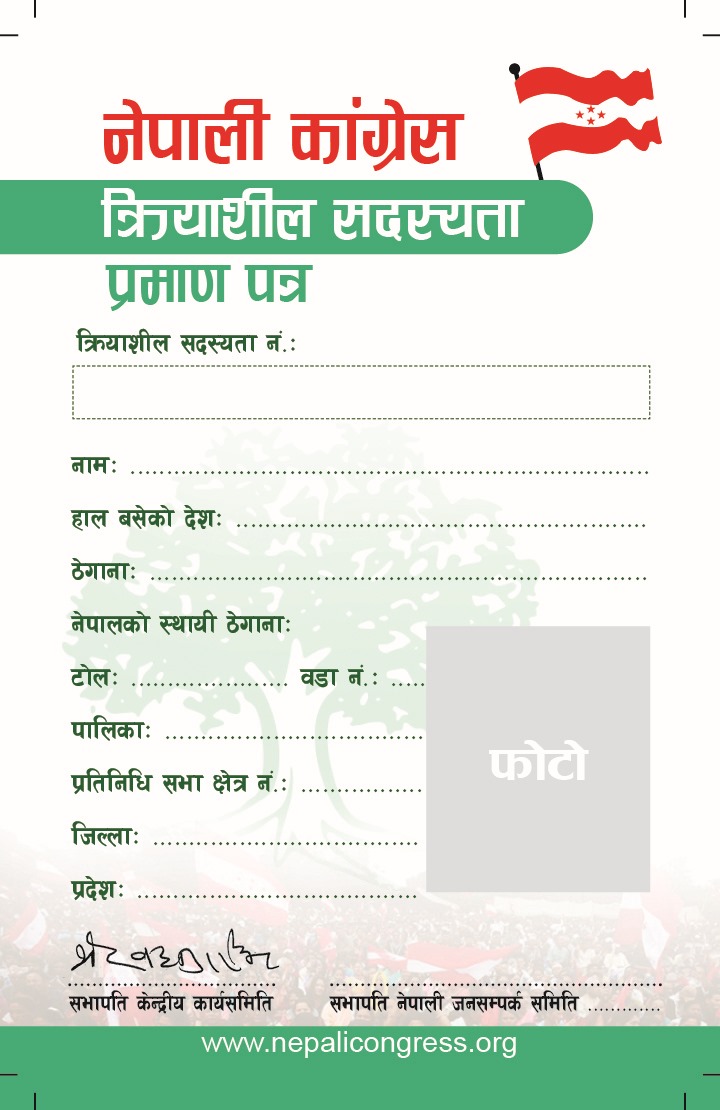 नेपाली कांग्रेस
क्रियाशील सदस्यता
प्रमाण पत्र
क्रियाशील सदस्यता नं.:
नाम: ........................................................................
हाल बसेको देश: .........................................................
ठेगाना: .....................................................................
नेपालको स्थायी ठेगाना:
टोल: ...................... वडा नं.: .....
पालिका: ....................................
फोटो
प्रतिनिधि सभा क्षेत्र नं.: .................
जिल्ला: .....................................
प्रदेश: .......................................
सभापति केन्द्रीय कार्यसमिति
सभापति नेपाली जनसम्पर्क समिति .............
www.nepalicongress.org